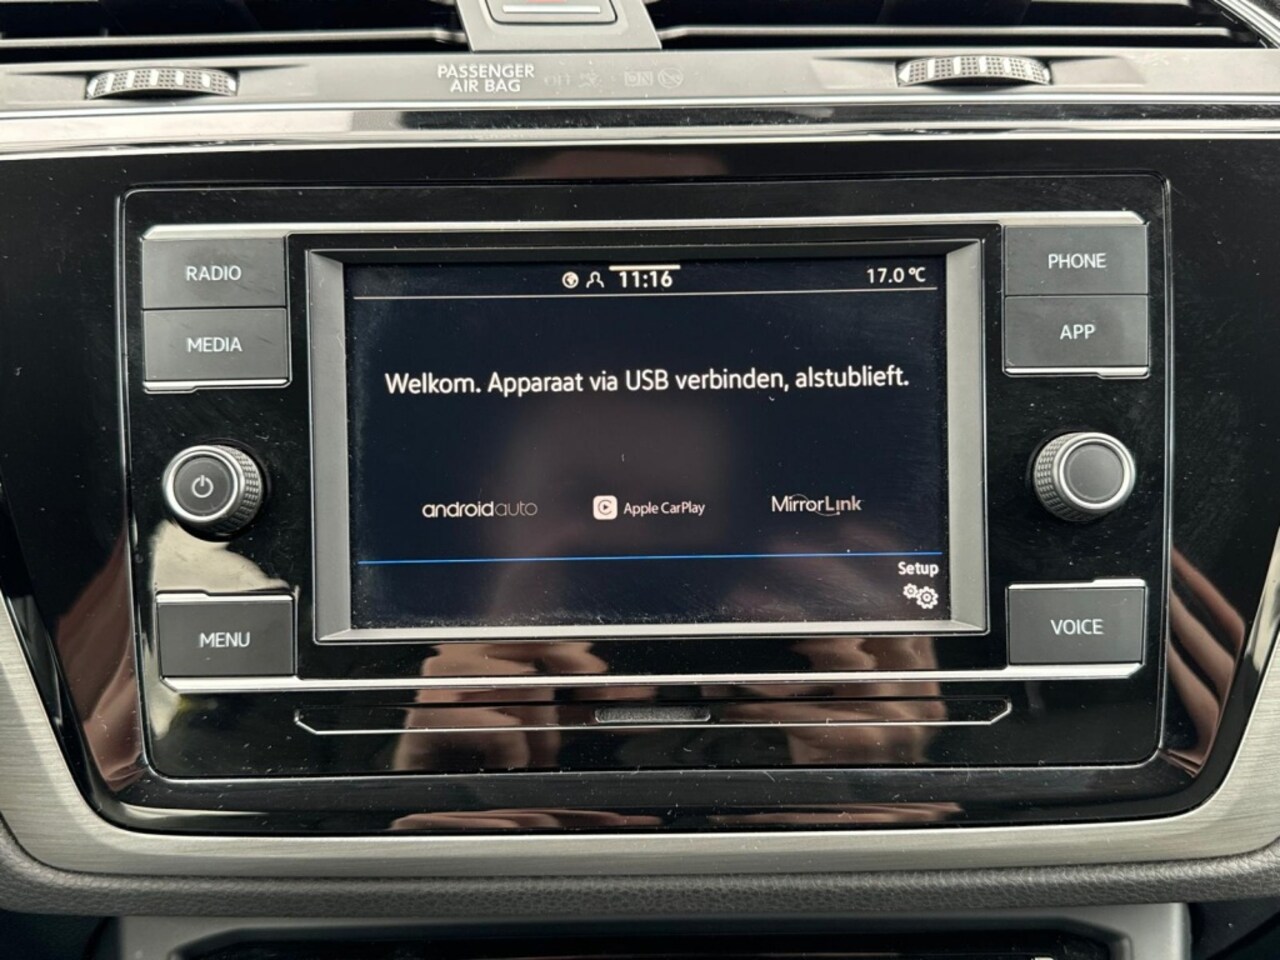 PASSENGER
AIR BAG
RADIO
MEDIA
MENU
PHONE
APP
VOICE
11:16
17.0 °C
Welkom. Apparaat via USB verbinden, alstublieft.
androidauto
Apple CarPlay
MirrorLink
Setup